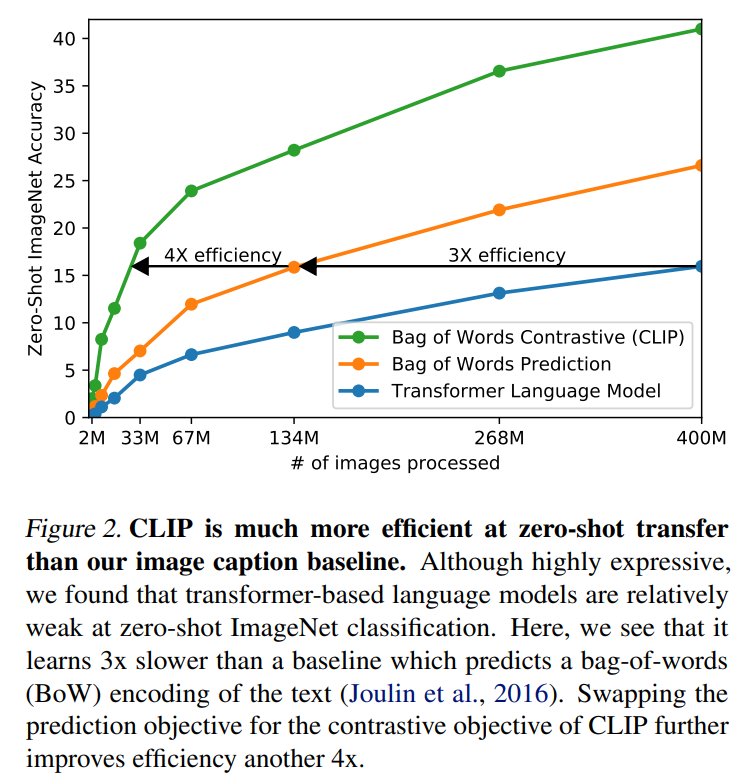 40
35
30
25
20
15
10
5
0
Zero-Shot ImageNet Accuracy
4X efficiency
3X efficiency
Bag of Words Contrastive (CLIP)
Bag of Words Prediction
Transformer Language Model
2M 33M 67M 134M 268M 400M
# of images processed
Figure 2. CLIP is much more efficient at zero-shot transfer
than our image caption baseline. Although highly expressive,
we found that transformer-based language models are relatively
weak at zero-shot ImageNet classification. Here, we see that it
learns 3x slower than a baseline which predicts a bag-of-words
(BoW) encoding of the text (Joulin et al., 2016). Swapping the
prediction objective for the contrastive objective of CLIP further
improves efficiency another 4x.